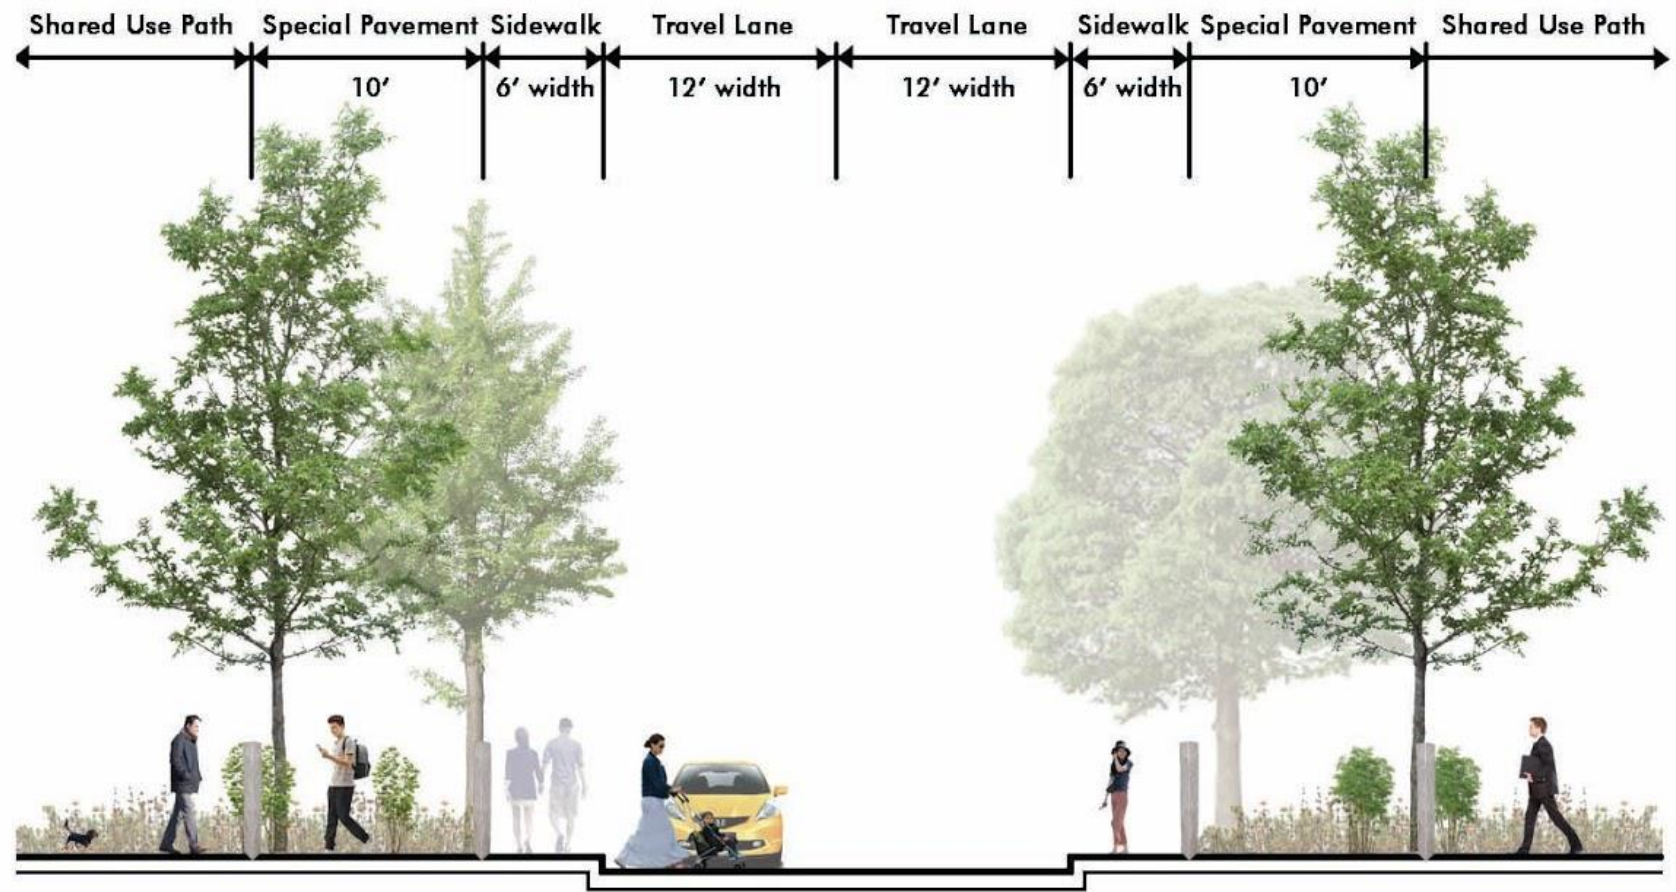 Shared Use Path Special Pavement Sidewalk Travel Lane Travel Lane Sidewalk Special Pavement Shared Use Path
10′ 6′ width 12′ width 12′ width 6′ width 10′